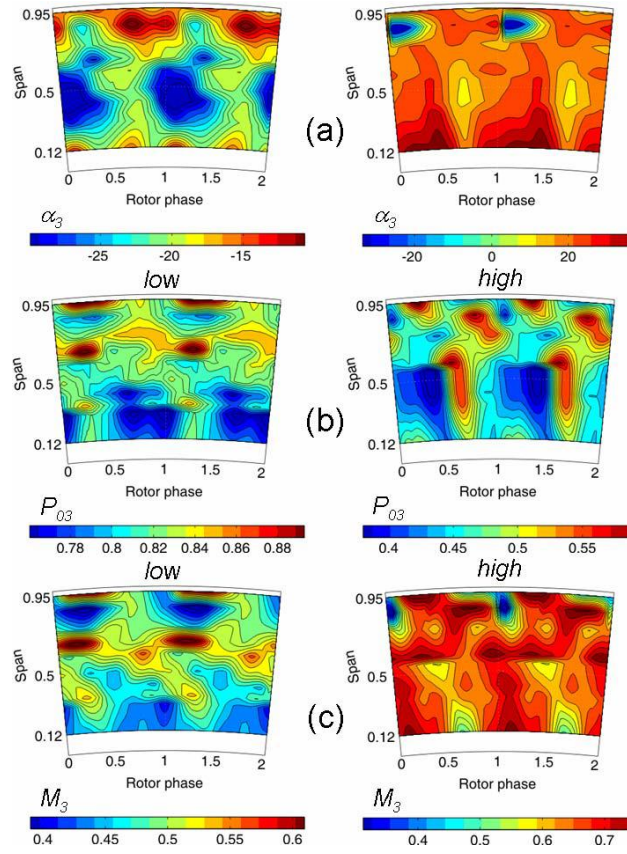 0.95 0.95
Span Span
0.5 0.5
0.12 0.12
0 0.5 1 1.5 2 0 0.5 1 1.5 2
Rotor phase (a) Rotor phase
α3 α3
-25 -20 -15 -20 0 20
low high
0.95 0.95
Span Span
0.5 0.5
0.12 0.12
0 0.5 1 1.5 2 0 0.5 1 1.5 2
Rotor phase (b) Rotor phase
P03 P03
0.78 0.8 0.82 0.84 0.86 0.88 0.4 0.45 0.5 0.55
low high
0.95 0.95
Span Span
0.5 0.5
0.12 0.12
0 0.5 1 1.5 2 0 0.5 1 1.5 2
Rotor phase (c) Rotor phase
M3 M3
0.4 0.45 0.5 0.55 0.6 0.4 0.5 0.6 0.7